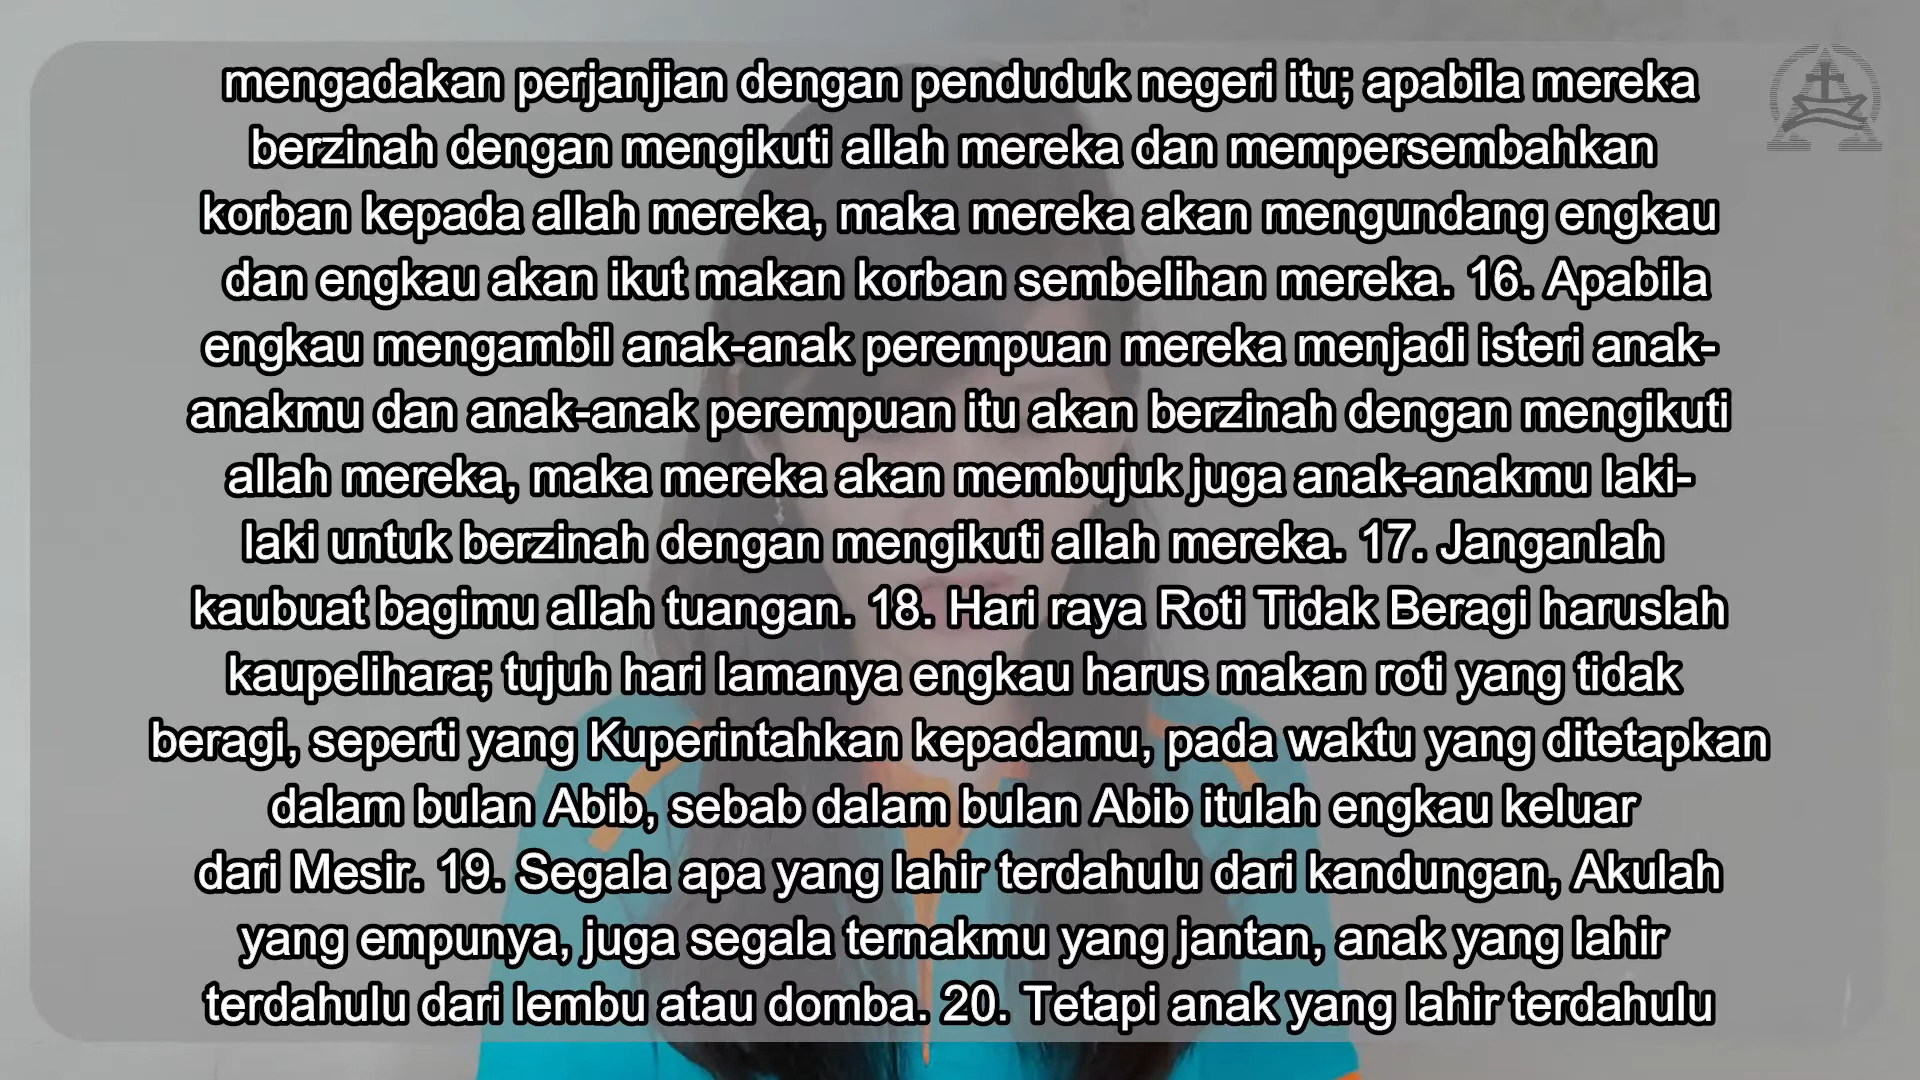 mengadakan perjanjian dengan penduduk negeri itu; apabila mereka
berzinah dengan mengikuti allah mereka dan mempersembahkan
korban kepada allah mereka, maka mereka akan mengundang engkau
dan engkau akan ikut makan korban sembelihan mereka. 16. Apabila
engkau mengambil anak-anak perempuan mereka menjadi isteri anak-
anakmu dan anak-anak perempuan itu akan berzinah dengan mengikuti
allah mereka, maka mereka akan membujuk juga anak-anakmu laki-
laki untuk berzinah dengan mengikuti allah mereka. 17. Janganlah
kaubuat bagimu allah tuangan. 18. Hari raya Roti Tidak Beragi haruslah
kaupelihara; tujuh hari lamanya engkau harus makan roti yang tidak
beragi, seperti yang Kuperintahkan kepadamu, pada waktu yang ditetapkan
dalam bulan Abib, sebab dalam bulan Abib itulah engkau keluar
dari Mesir. 19. Segala apa yang lahir terdahulu dari kandungan, Akulah
yang empunya, juga segala ternakmu yang jantan, anak yang lahir
terdahulu dari lembu atau domba. 20. Tetapi anak yang lahir terdahulu